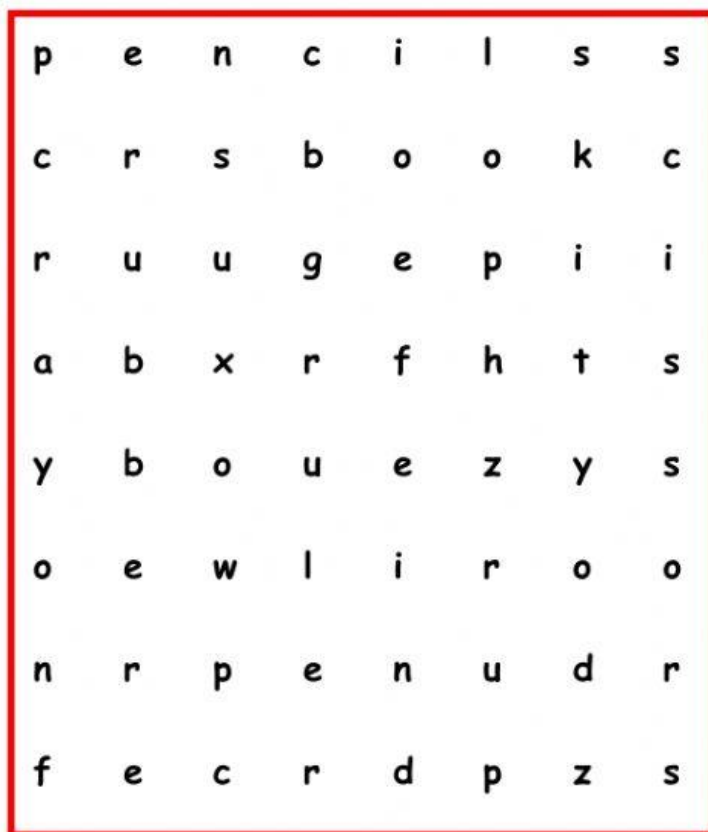 p e n c i l s s
c r s b o o k c
r u u g e p i i
a b x r f h t s
y b o u e z y s
o e w l i r o o
n r p e n u d r
f e c r d p z s